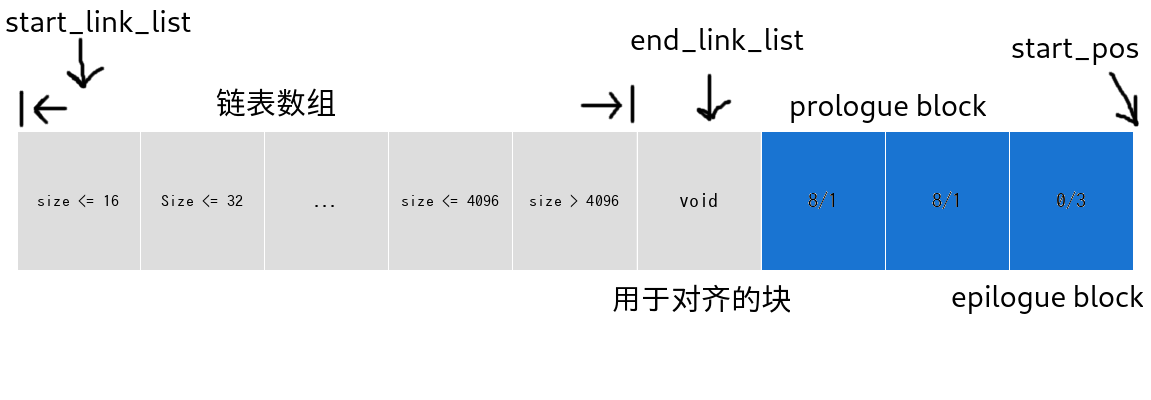 start_link_list
end_link_list
start_pos
链表数组
prologue block
size <= 16
Size <= 32
...
size <= 4096
size > 4096
void
8/1
8/1
0/3
用于对齐的块
epilogue block